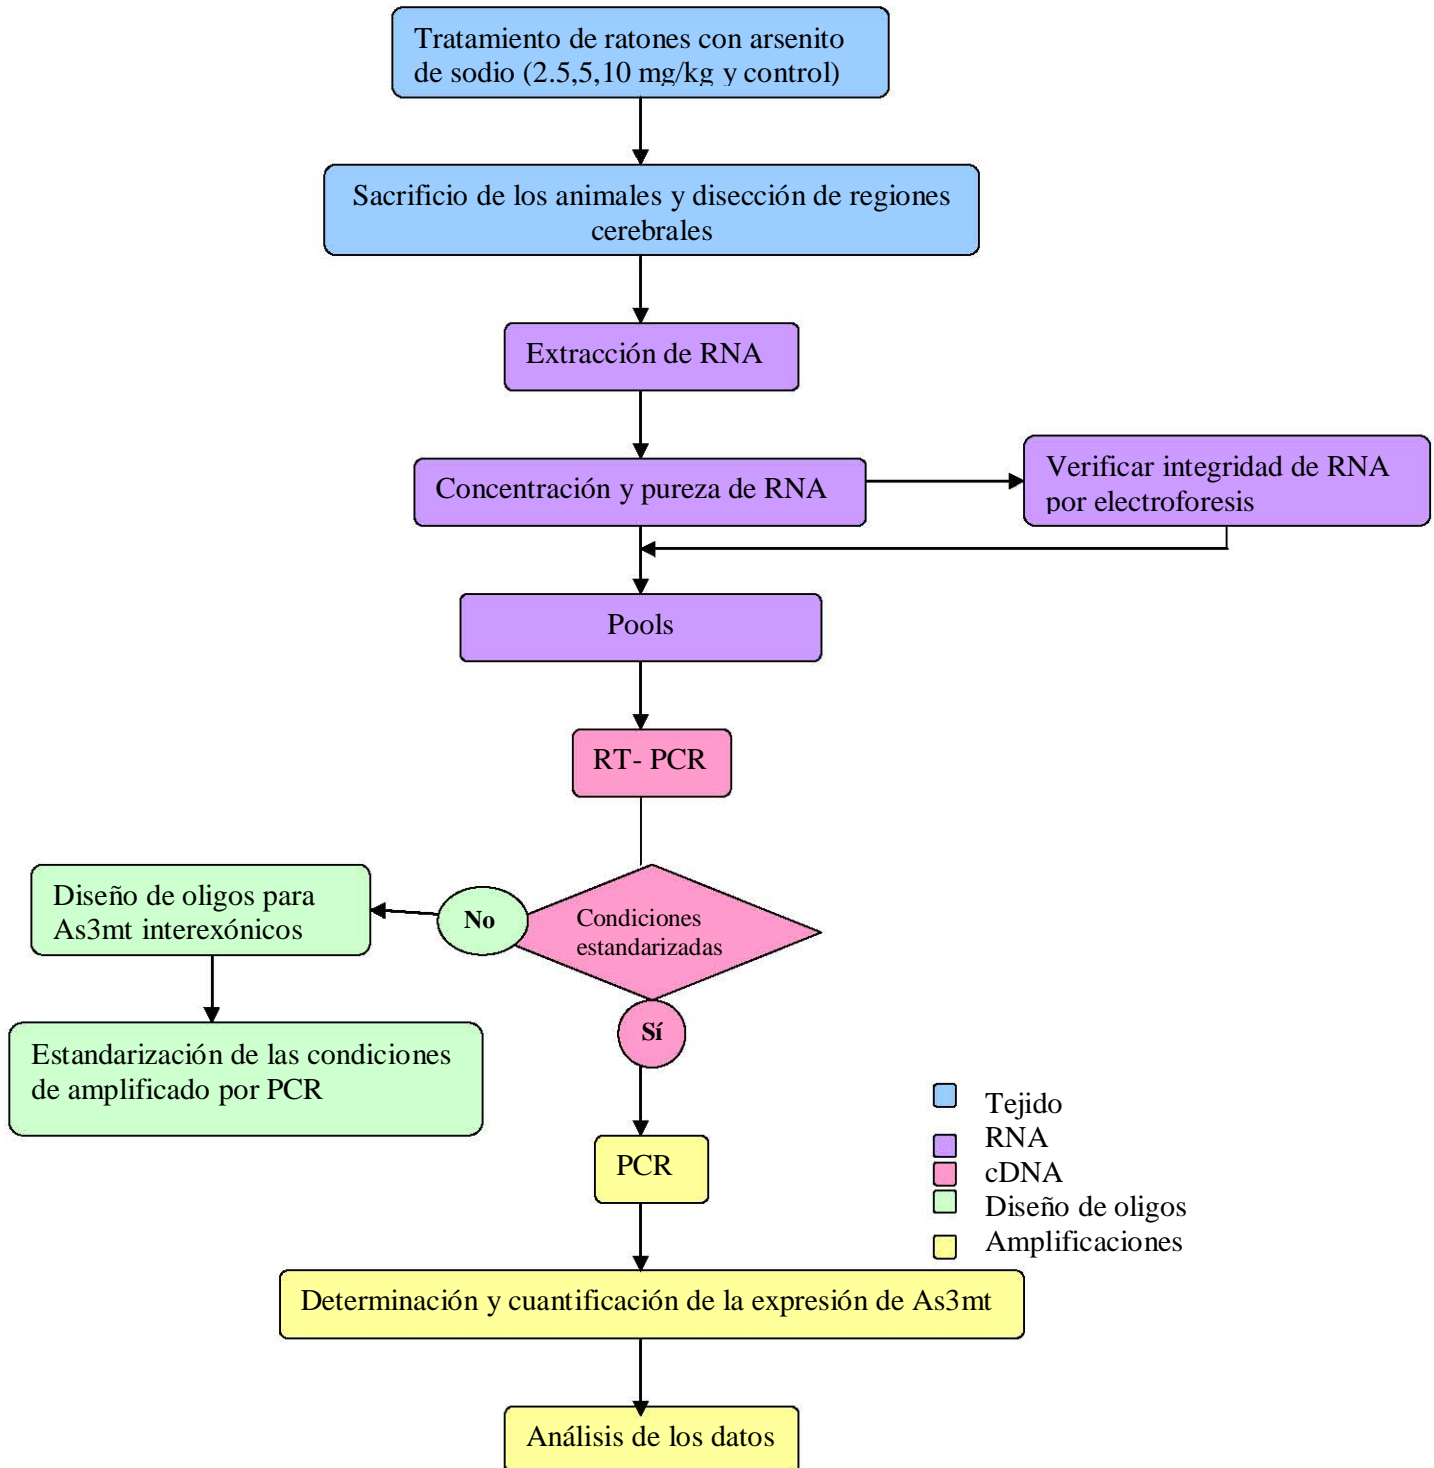 Tratamiento de ratones con arsenito
de sodio (2.5,5,10 mg/kg y control)
Sacrificio de los animales y disección de regiones
cerebrales
Extracción de RNA
Concentración y pureza de RNA
Verificar integridad de RNA
por electroforesis
Pools
RT- PCR
Condiciones
estandarizadas
No
Diseño de oligos para
As3mt interexónicos
Estandarización de las condiciones
de amplificado por PCR
Sí
PCR
Determinación y cuantificación de la expresión de As3mt
Análisis de los datos
Tejido
RNA
cDNA
Diseño de oligos
Amplificaciones